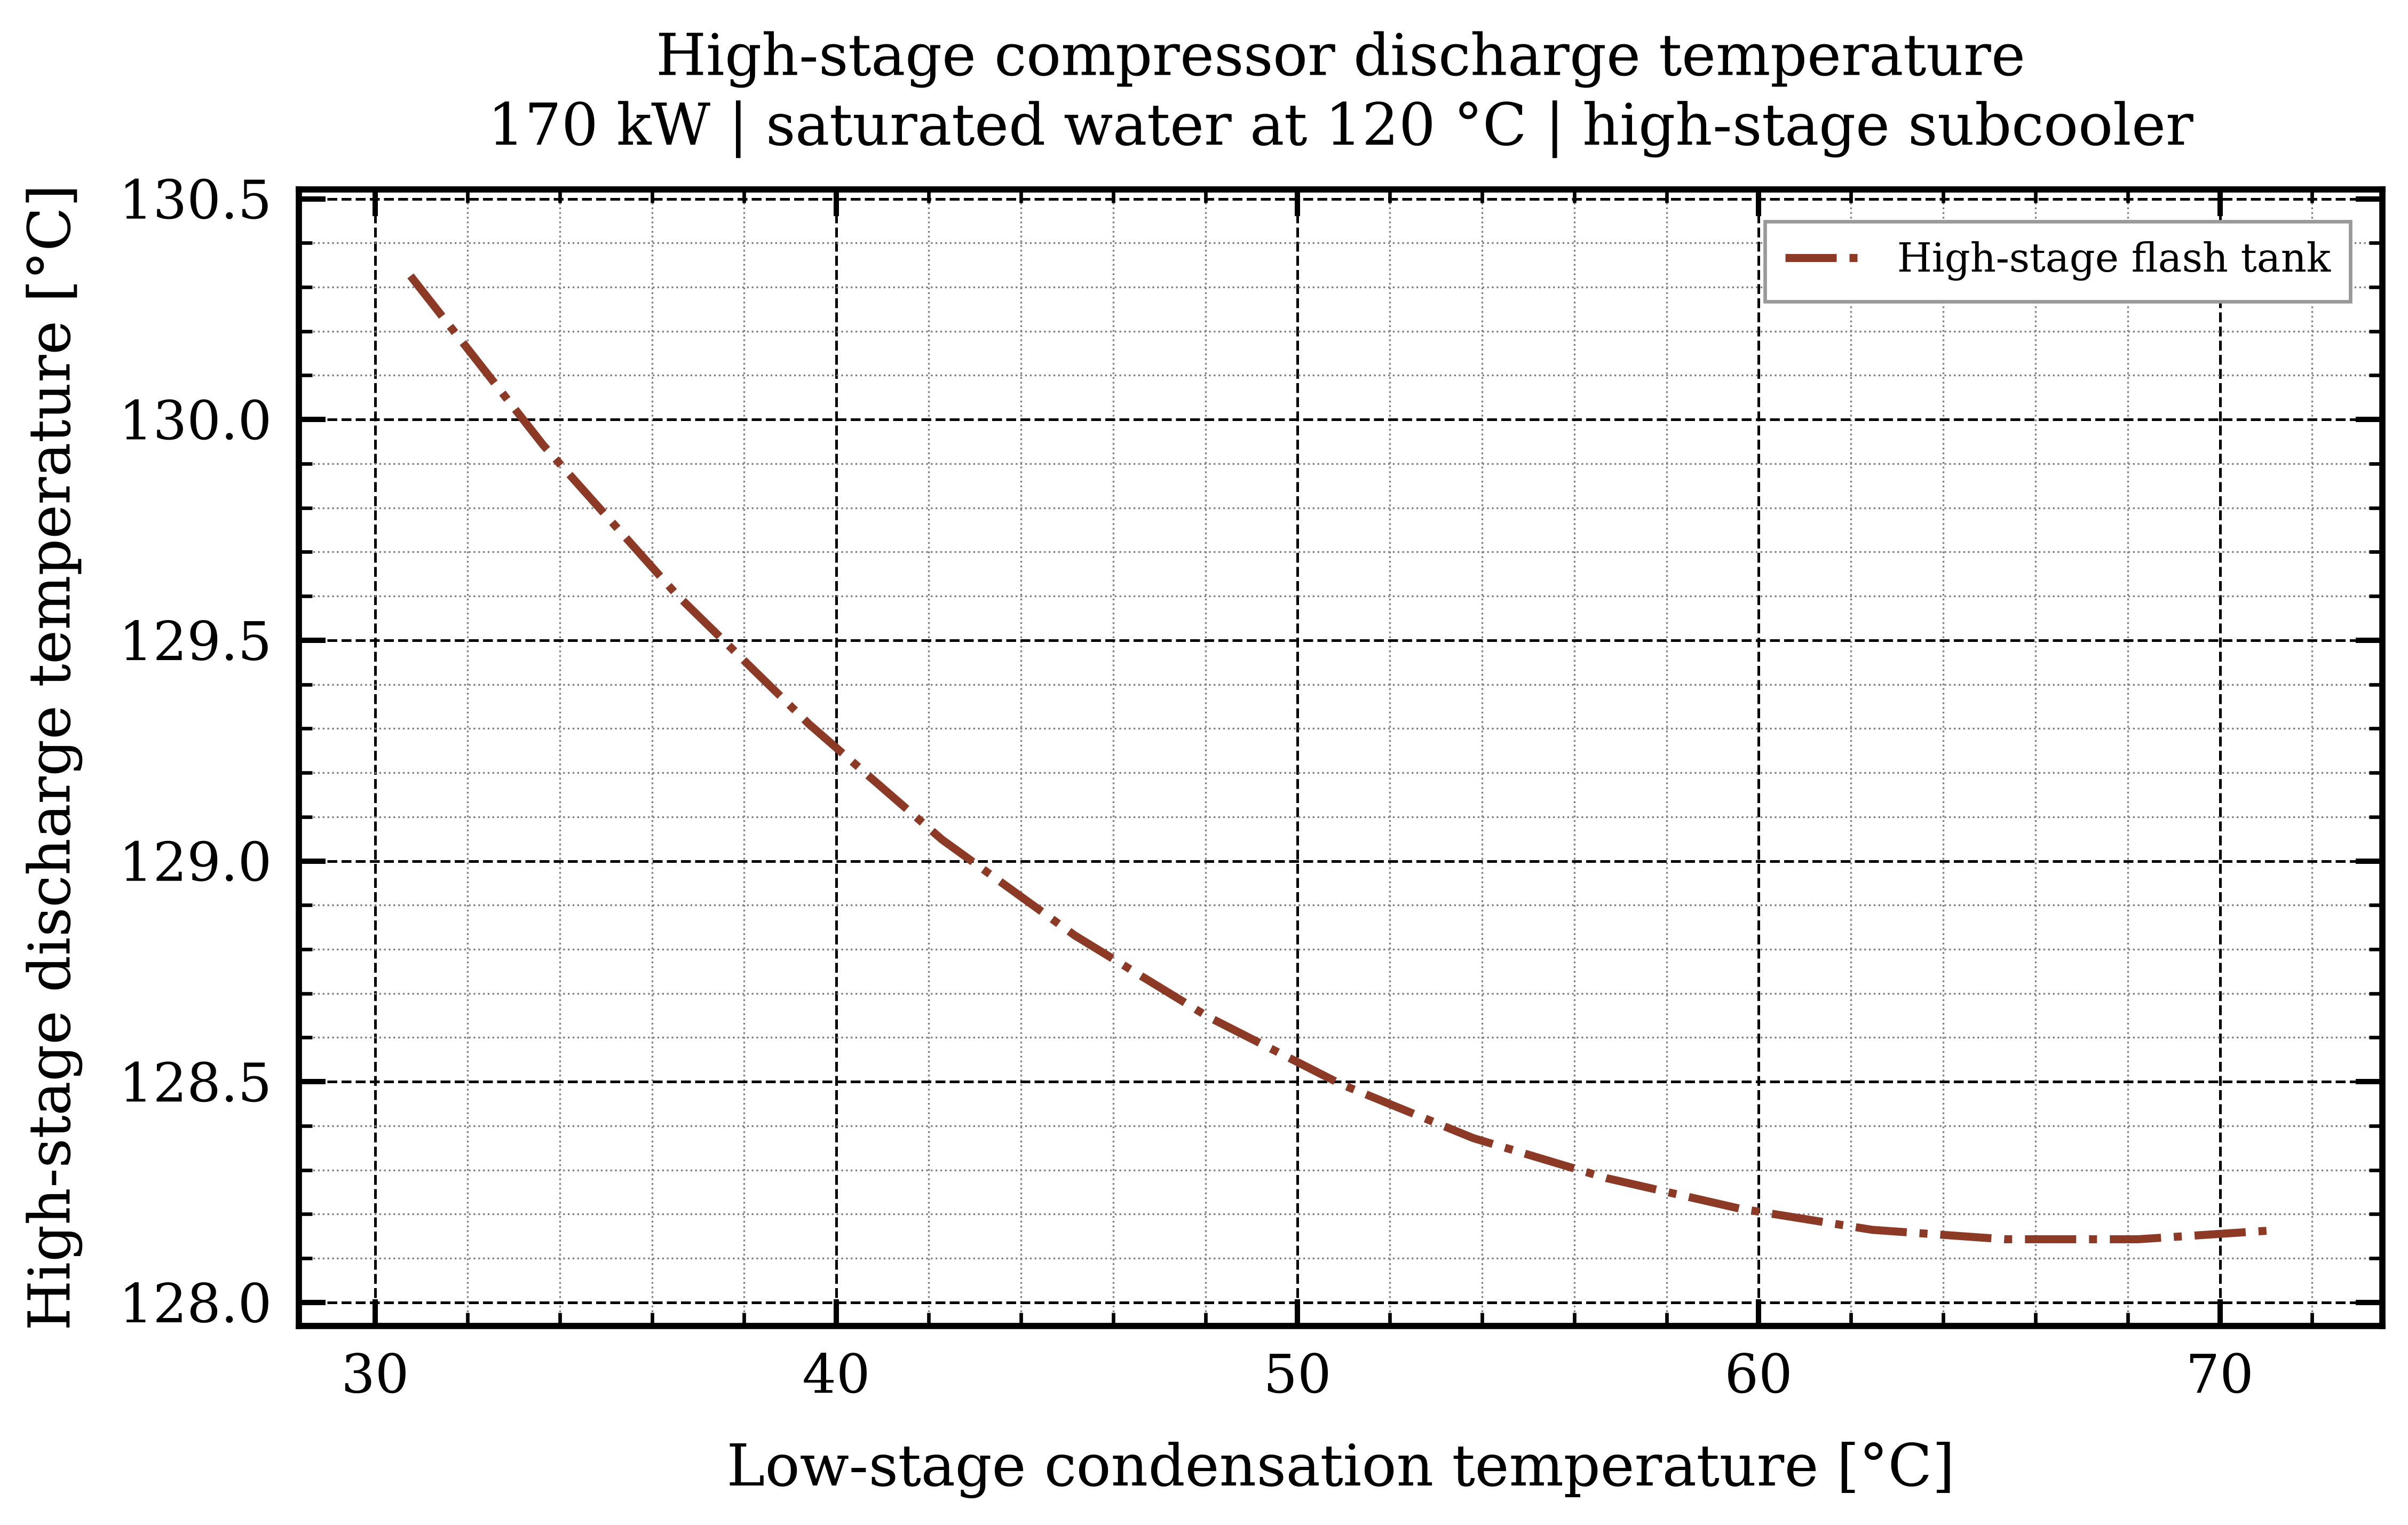 High-stage compressor discharge temperature
170 kW | saturated water at 120 °C | high-stage subcooler
High-stage discharge temperature [°C]
130.5
130.0
129.5
129.0
128.5
128.0
High-stage flash tank
30 40 50 60 70
Low-stage condensation temperature [°C]